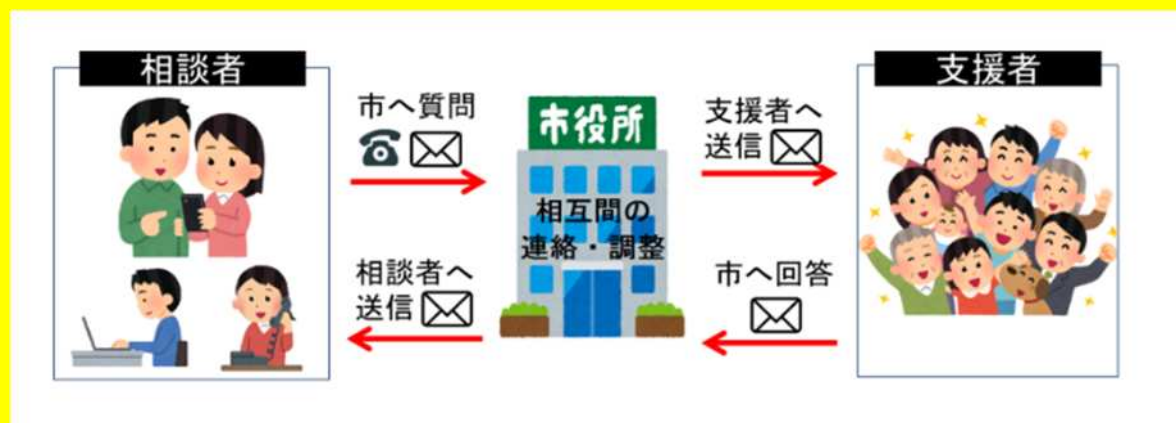 相談者
市へ質問
市役所
相互間の
連絡・調整
支援者へ
送信
支援者
相談者へ
送信
市へ回答